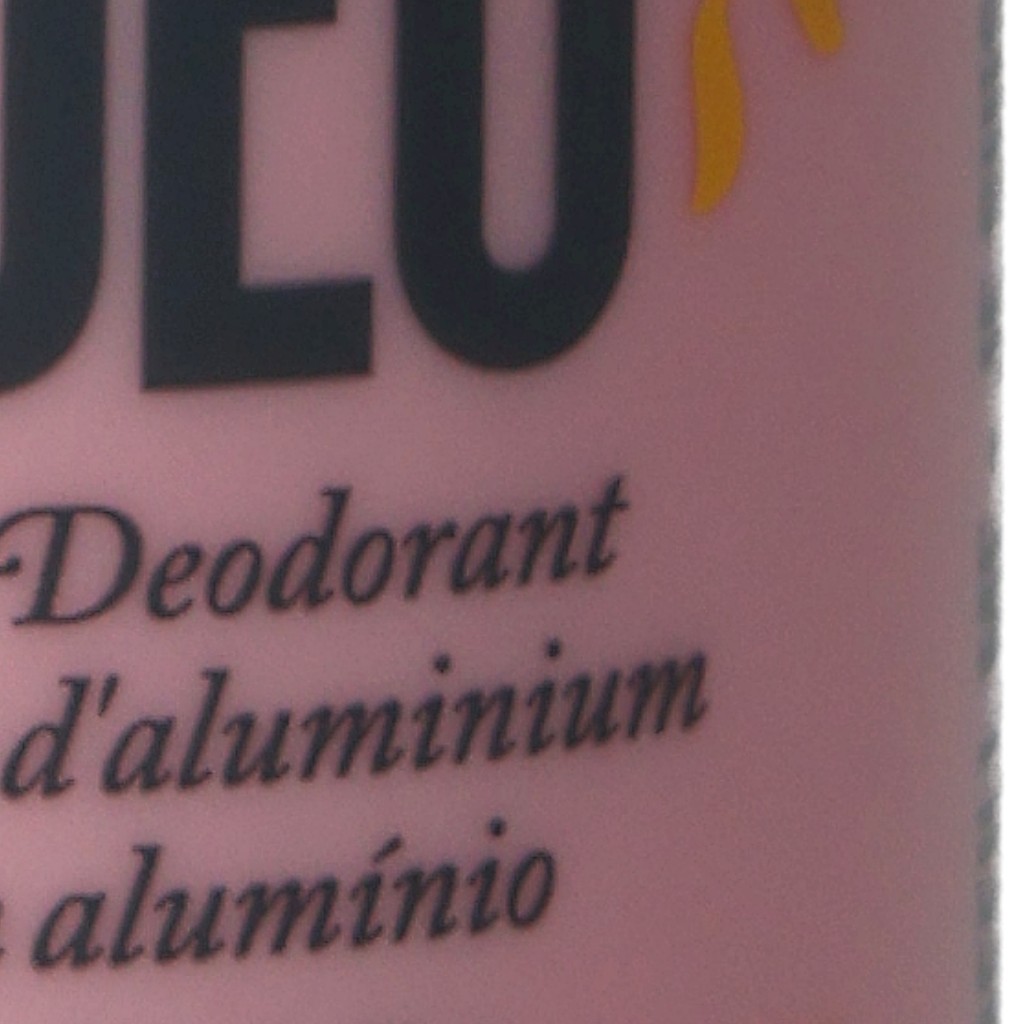 DEO
Deodorant
d'aluminium
alumínio